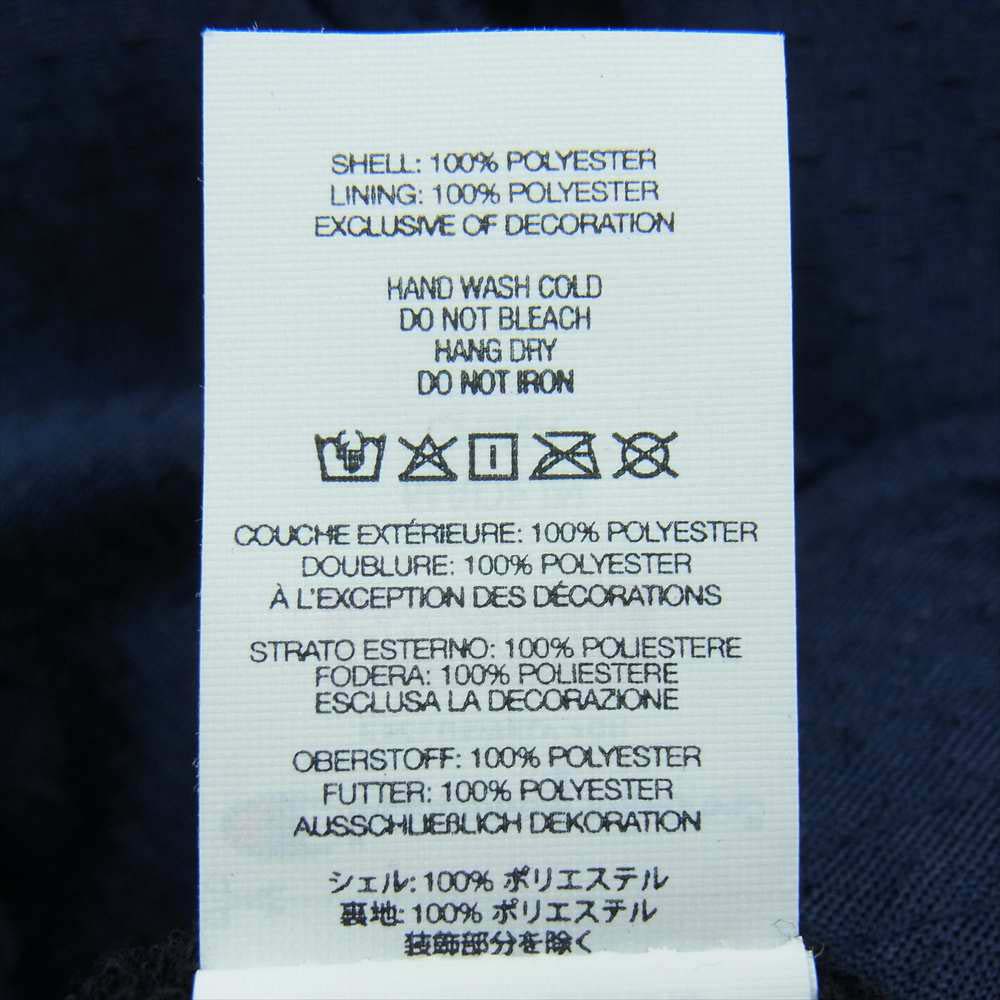 SHELL: 100% POLYESTER
LINING: 100% POLYESTER
EXCLUSIVE OF DECORATION
HAND WASH COLD
DO NOT BLEACH
HANG DRY
DO NOT IRON
COUCHE EXTÉRIEURE: 100% POLYESTER
DOUBLURE: 100% POLYESTER
À L'EXCEPTION DES DÉCORATIONS
STRATO ESTERNO: 100% POLIESTERE
FODERA: 100% POLIESTERE
ESCLUSA LA DECORAZIONE
OBERSTOFF: 100% POLYESTER
FUTTER: 100% POLYESTER
AUSSCHLIEßLICH DEKORATION
シェル: 100% ポリエステル
裏地: 100% ポリエステル
装飾部分を除く